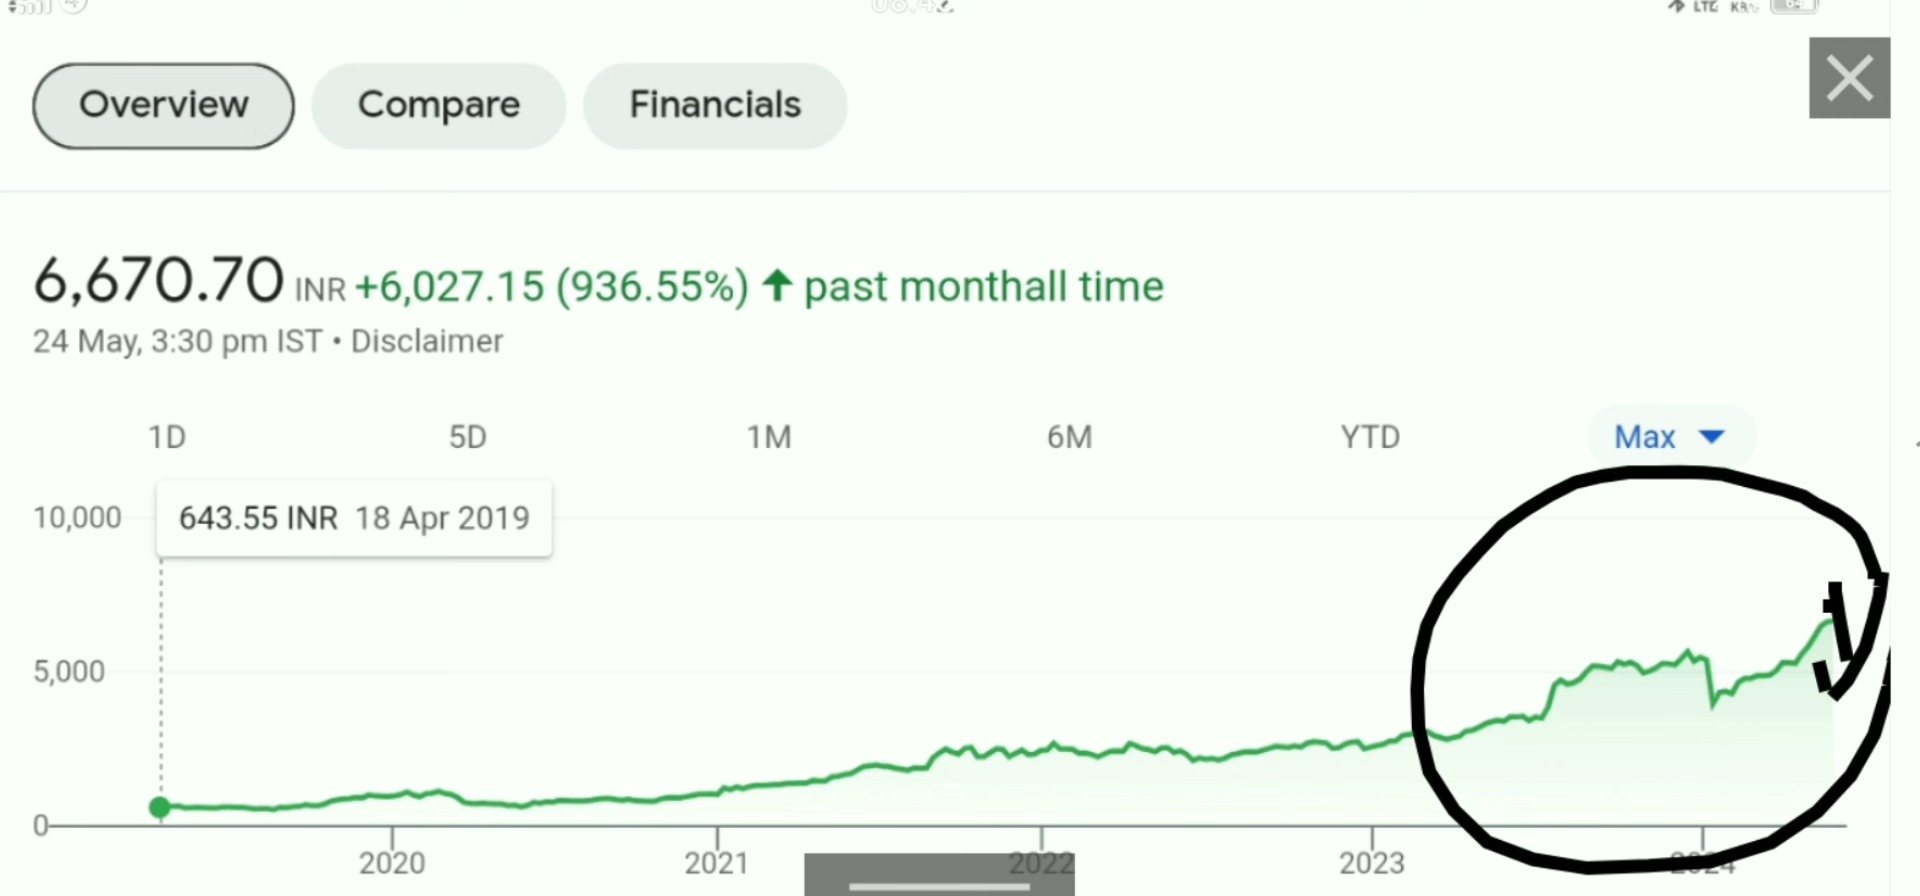 Overview Compare Financials
6,670.70 INR +6,027.15 (936.55%) ↑ past monthall time
24 May, 3:30 pm IST • Disclaimer
1D 5D 1M 6M YTD Max
10,000
643.55 INR 18 Apr 2019
5,000
0
2020 2021 2022 2023 2024